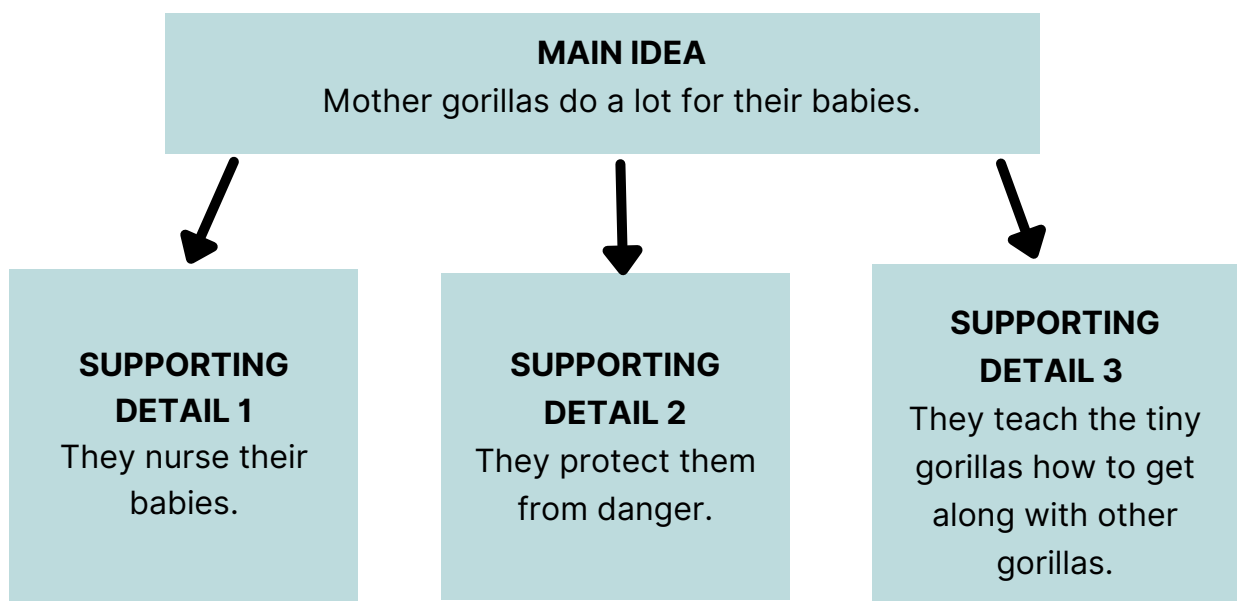 MAIN IDEA
Mother gorillas do a lot for their babies.
SUPPORTING
DETAIL 1
They nurse their
babies.
SUPPORTING
DETAIL 2
They protect them
from danger.
SUPPORTING
DETAIL 3
They teach the tiny
gorillas how to get
along with other
gorillas.